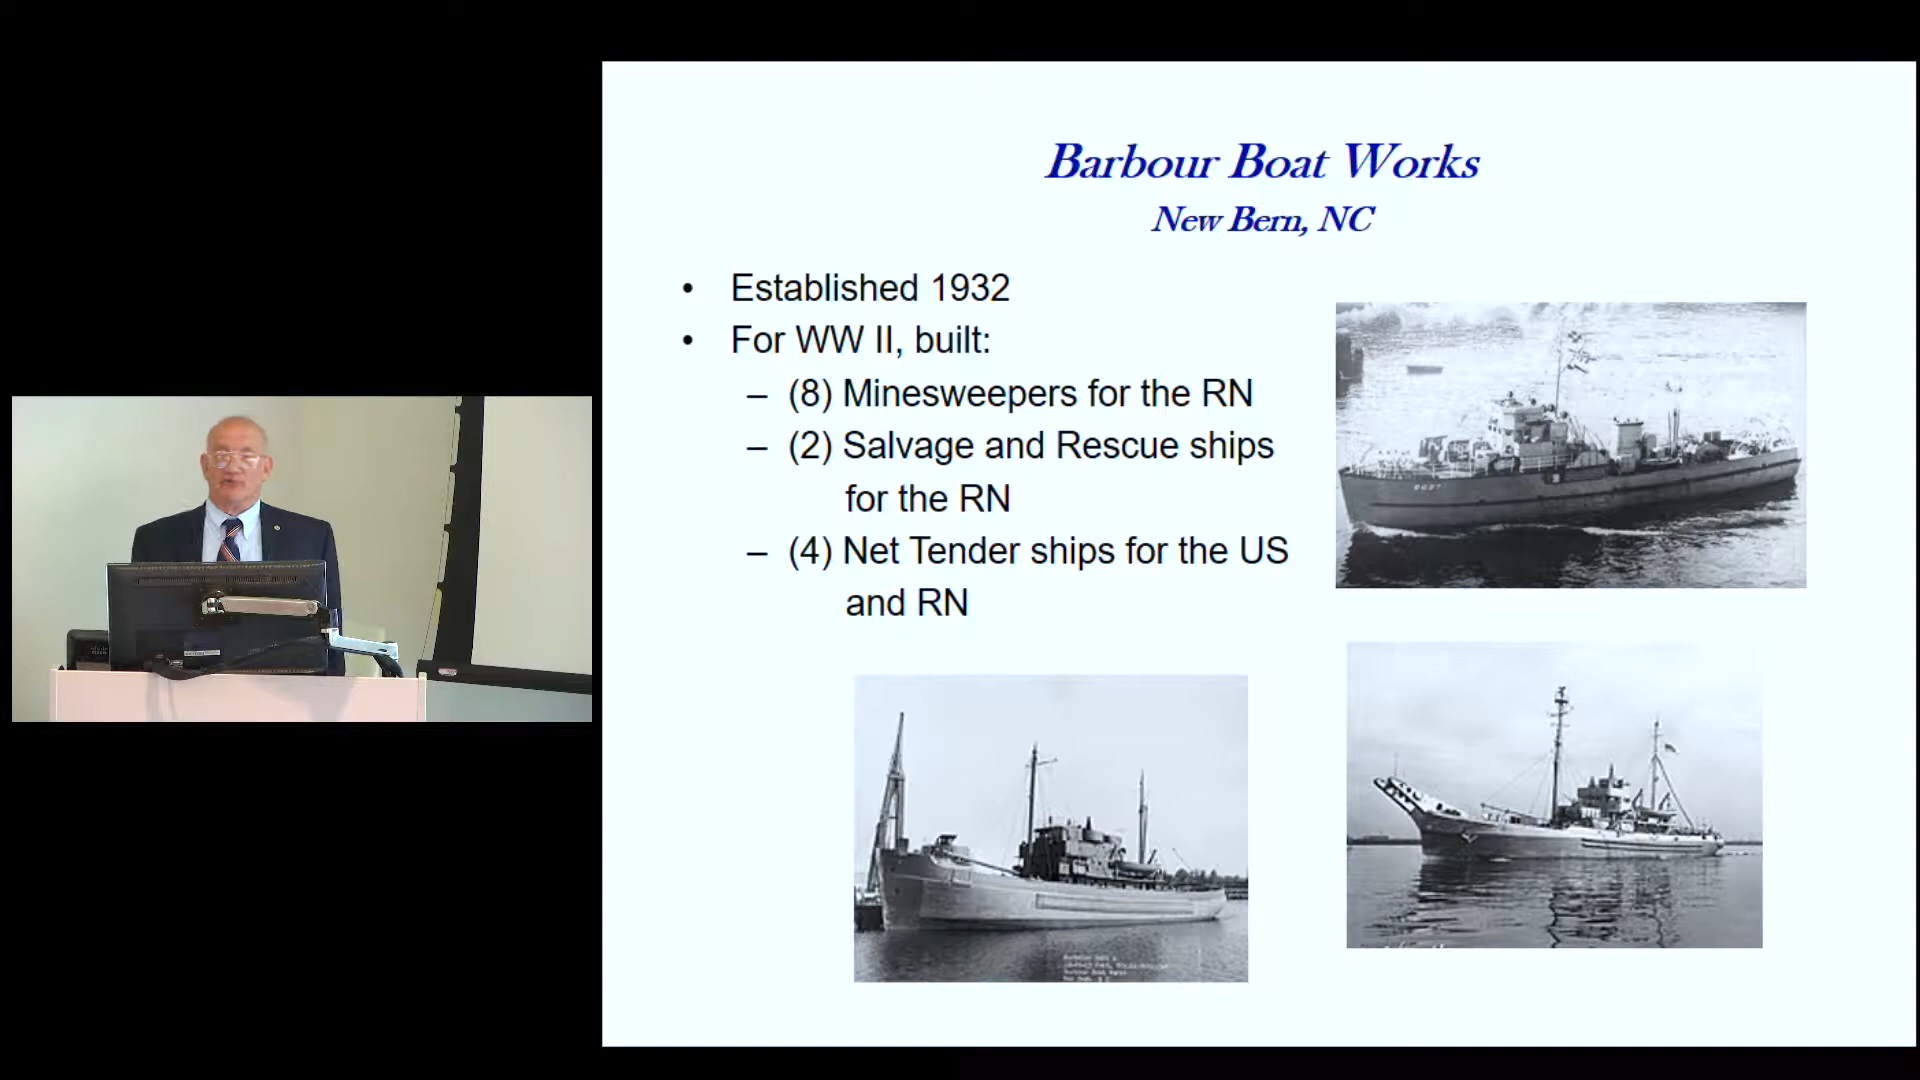 Barbour Boat Works
New Bern, NC
• Established 1932
• For WW II, built:
– (8) Minesweepers for the RN
– (2) Salvage and Rescue ships
for the RN
– (4) Net Tender ships for the US
and RN